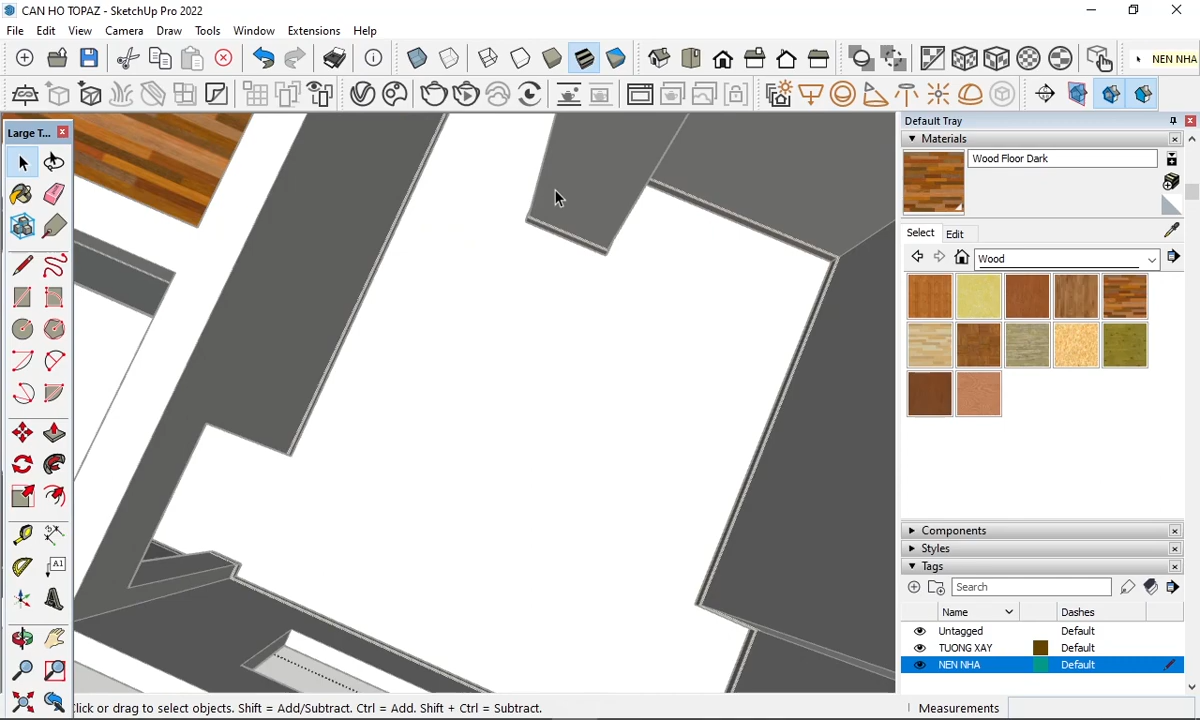 CAN HO TOPAZ - SketchUp Pro 2022
File Edit View Camera Draw Tools Window Extensions Help
NEN NHA
Large T...
Default Tray
Materials
Wood Floor Dark
Select Edit
Wood
Components
Styles
Tags
Search
Name Dashes
Untagged Default
TUONG XAY Default
NEN NHA Default
A1
lick or drag to select objects. Shift = Add/Subtract. Ctrl = Add. Shift + Ctrl = Subtract.
Measurements